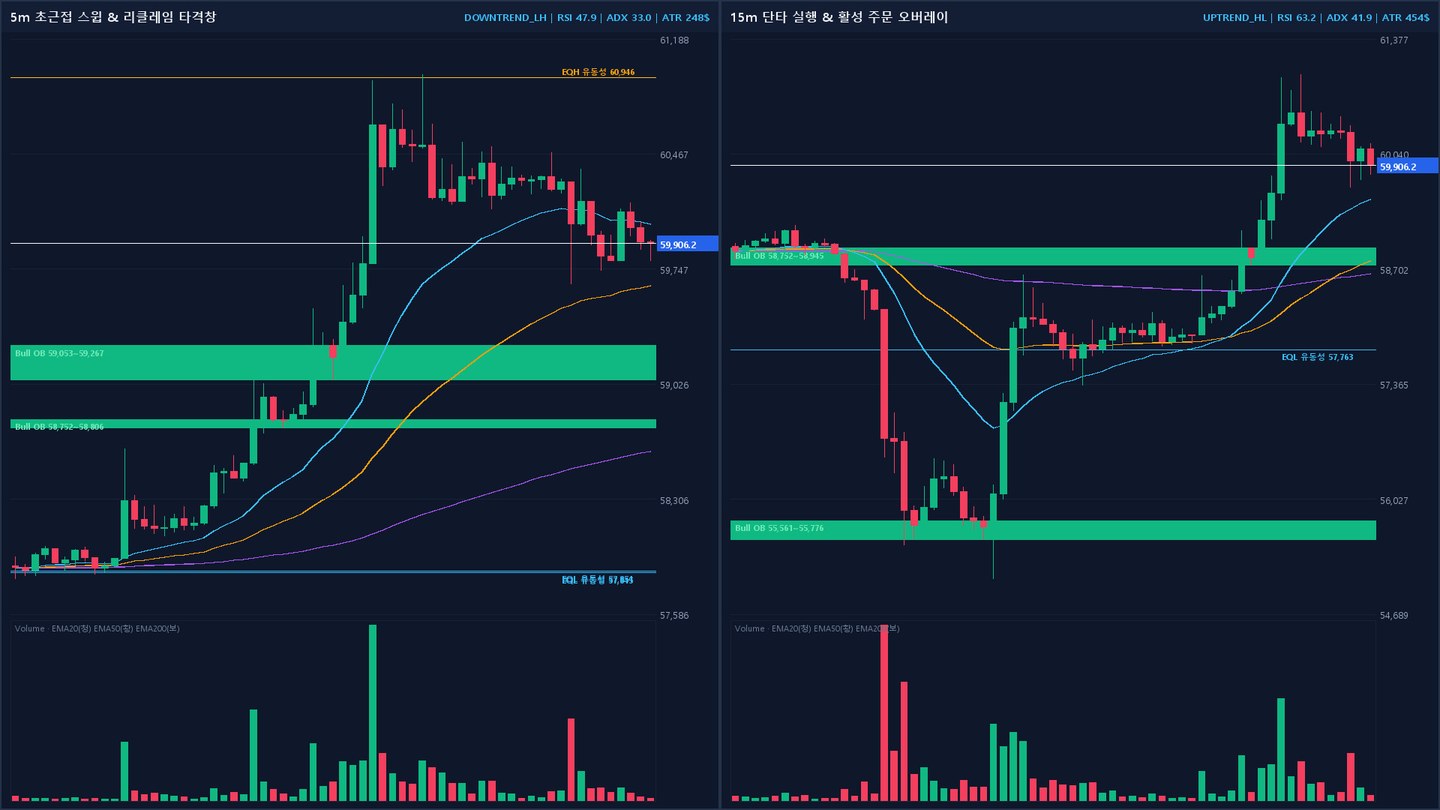 5m 초근접 스윕 & 리클레임 타격창
DOWNTREND_LH | RSI 47.9 | ADX 33.0 | ATR 248$
61,188
EQH 유동성 60,946
60,467
59,906.2
59,747
Bull OB 59,053~59,267
59,026
Bull OB 58,752~58,806
58,306
EQL 유동성
57,586
Volume · EMA20(청) EMA50(황) EMA200(보)
15m 단타 실행 & 활성 주문 오버레이
UPTREND_HL | RSI 63.2 | ADX 41.9 | ATR 454$
61,377
60,040
59,906.2
Bull OB 58,752~58,945
58,702
EQL 유동성 57,763
57,365
56,027
Bull OB 55,561~55,776
54,689
Volume · EMA20(청) EMA50(황) EMA200(보)